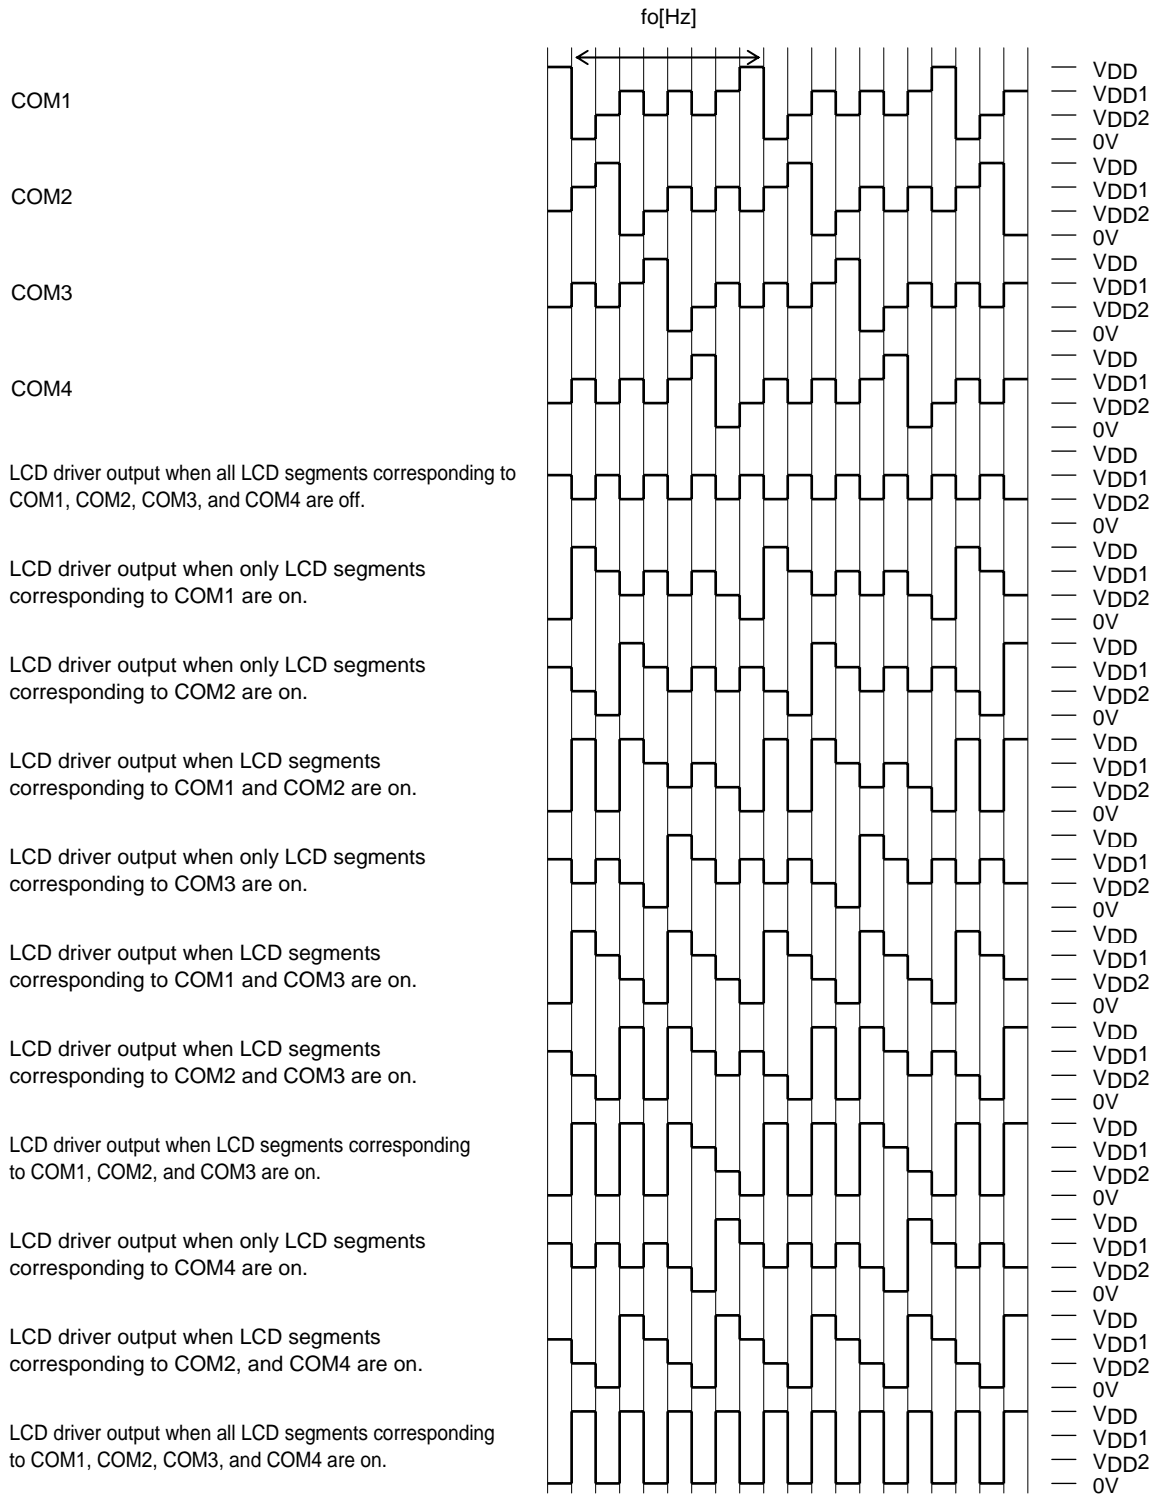 fo[Hz]
COM1
VDD
VDD1
VDD2
0V
COM2
VDD
VDD1
VDD2
0V
COM3
VDD
VDD1
VDD2
0V
COM4
VDD
VDD1
VDD2
0V
LCD driver output when all LCD segments corresponding to
COM1, COM2, COM3, and COM4 are off.
VDD
VDD1
VDD2
0V
LCD driver output when only LCD segments
corresponding to COM1 are on.
VDD
VDD1
VDD2
0V
LCD driver output when only LCD segments
corresponding to COM2 are on.
VDD
VDD1
VDD2
0V
LCD driver output when LCD segments
corresponding to COM1 and COM2 are on.
VDD
VDD1
VDD2
0V
LCD driver output when only LCD segments
corresponding to COM3 are on.
VDD
VDD1
VDD2
0V
LCD driver output when LCD segments
corresponding to COM1 and COM3 are on.
VDD
VDD1
VDD2
0V
LCD driver output when LCD segments
corresponding to COM2 and COM3 are on.
VDD
VDD1
VDD2
0V
LCD driver output when LCD segments corresponding
to COM1, COM2, and COM3 are on.
VDD
VDD1
VDD2
0V
LCD driver output when only LCD segments
corresponding to COM4 are on.
VDD
VDD1
VDD2
0V
LCD driver output when LCD segments
corresponding to COM2, and COM4 are on.
VDD
VDD1
VDD2
0V
LCD driver output when all LCD segments corresponding
to COM1, COM2, COM3, and COM4 are on.
VDD
VDD1
VDD2
0V